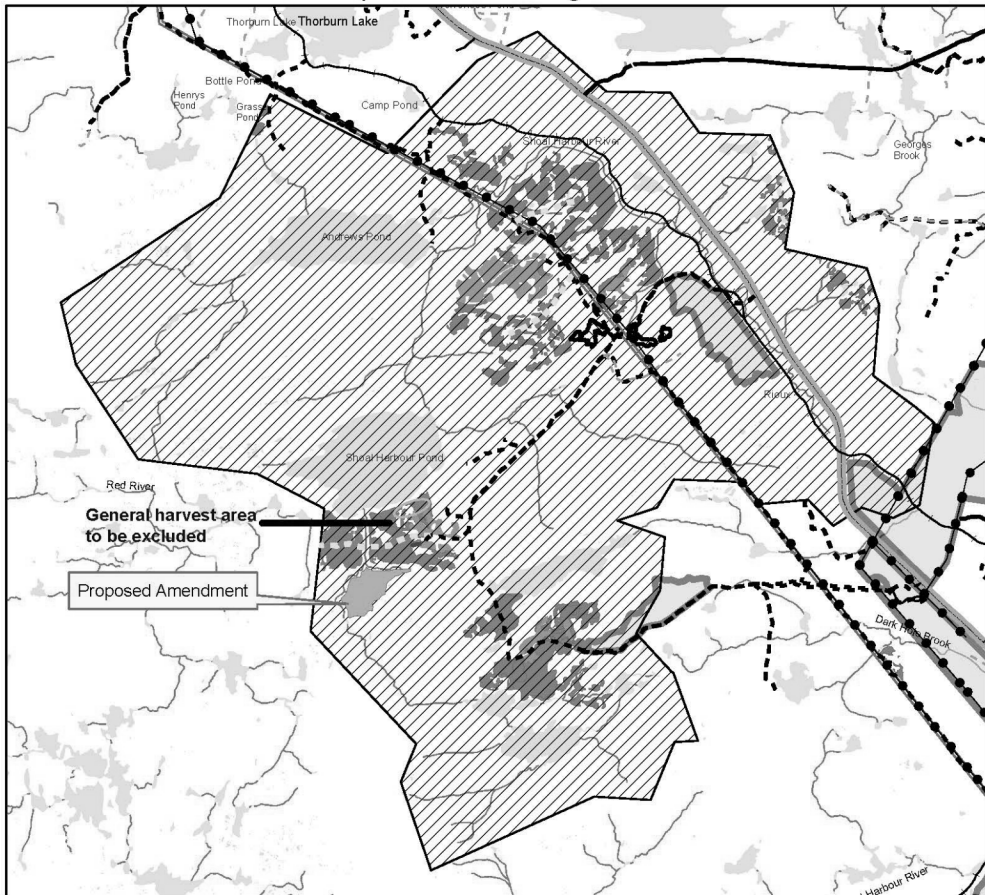 Thorburn Lake Thorburn Lake
Bottle Pond
Henrys
Pond
Grass
Pond
Camp Pond
Shoal Harbour River
Georges
Brook
Andrews Pond
Rioux
Shoal Harbour Pond
Red River
General harvest area
to be excluded
Proposed Amendment
Dark Hole Brook
Harbour River